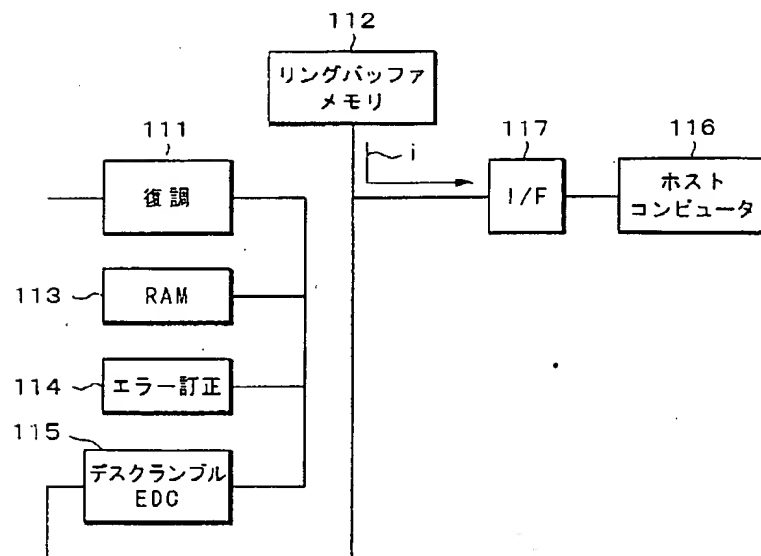 112
リングバッファ
メモリ
111
復調
i
117
I/F
116
ホスト
コンピュータ
113
RAM
114
エラー訂正
115
デスクランブル
EDC